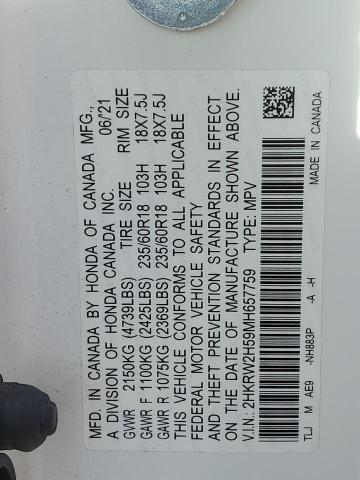 MFD. IN CANADA BY HONDA OF CANADA MFG.,
A DIVISION OF HONDA CANADA INC. 06/'21
GVWR 2150KG (4739LBS) TIRE SIZE RIM SIZE
GAWR F 1100KG (2425LBS) 235/60R18 103H 18X7.5J
GAWR R 1075KG (2369LBS) 235/60R18 103H 18X7.5J
THIS VEHICLE CONFORMS TO ALL APPLICABLE
FEDERAL MOTOR VEHICLE SAFETY
AND THEFT PREVENTION STANDARDS IN EFFECT
ON THE DATE OF MANUFACTURE SHOWN ABOVE.
V.I.N.: 2HKRW2H59MH657759 TYPE: MPV
TLJ M AE9 -NH883P -A -H MADE IN CANADA